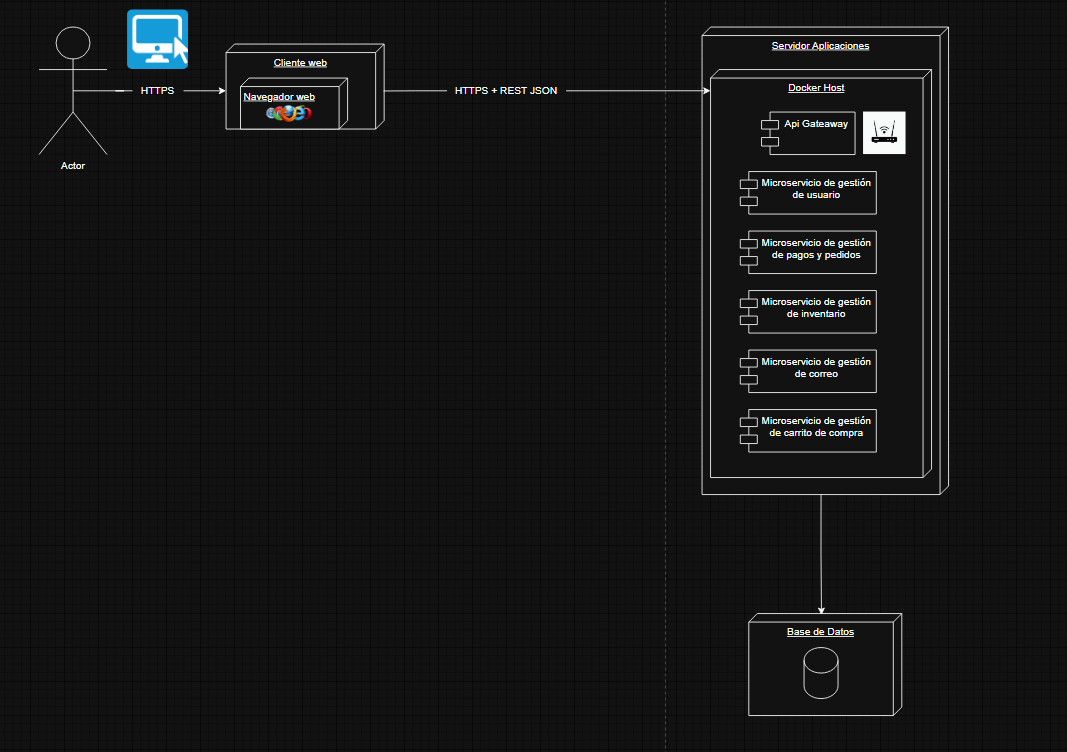 Servidor Aplicaciones
Cliente web
Docker Host
HTTPS
Navegador web
HTTPS + REST JSON
Api Gateaway
Actor
Microservicio de gestión
de usuario
Microservicio de gestión
de pagos y pedidos
Microservicio de gestión
de inventario
Microservicio de gestión
de correo
Microservicio de gestión
de carrito de compra
Base de Datos